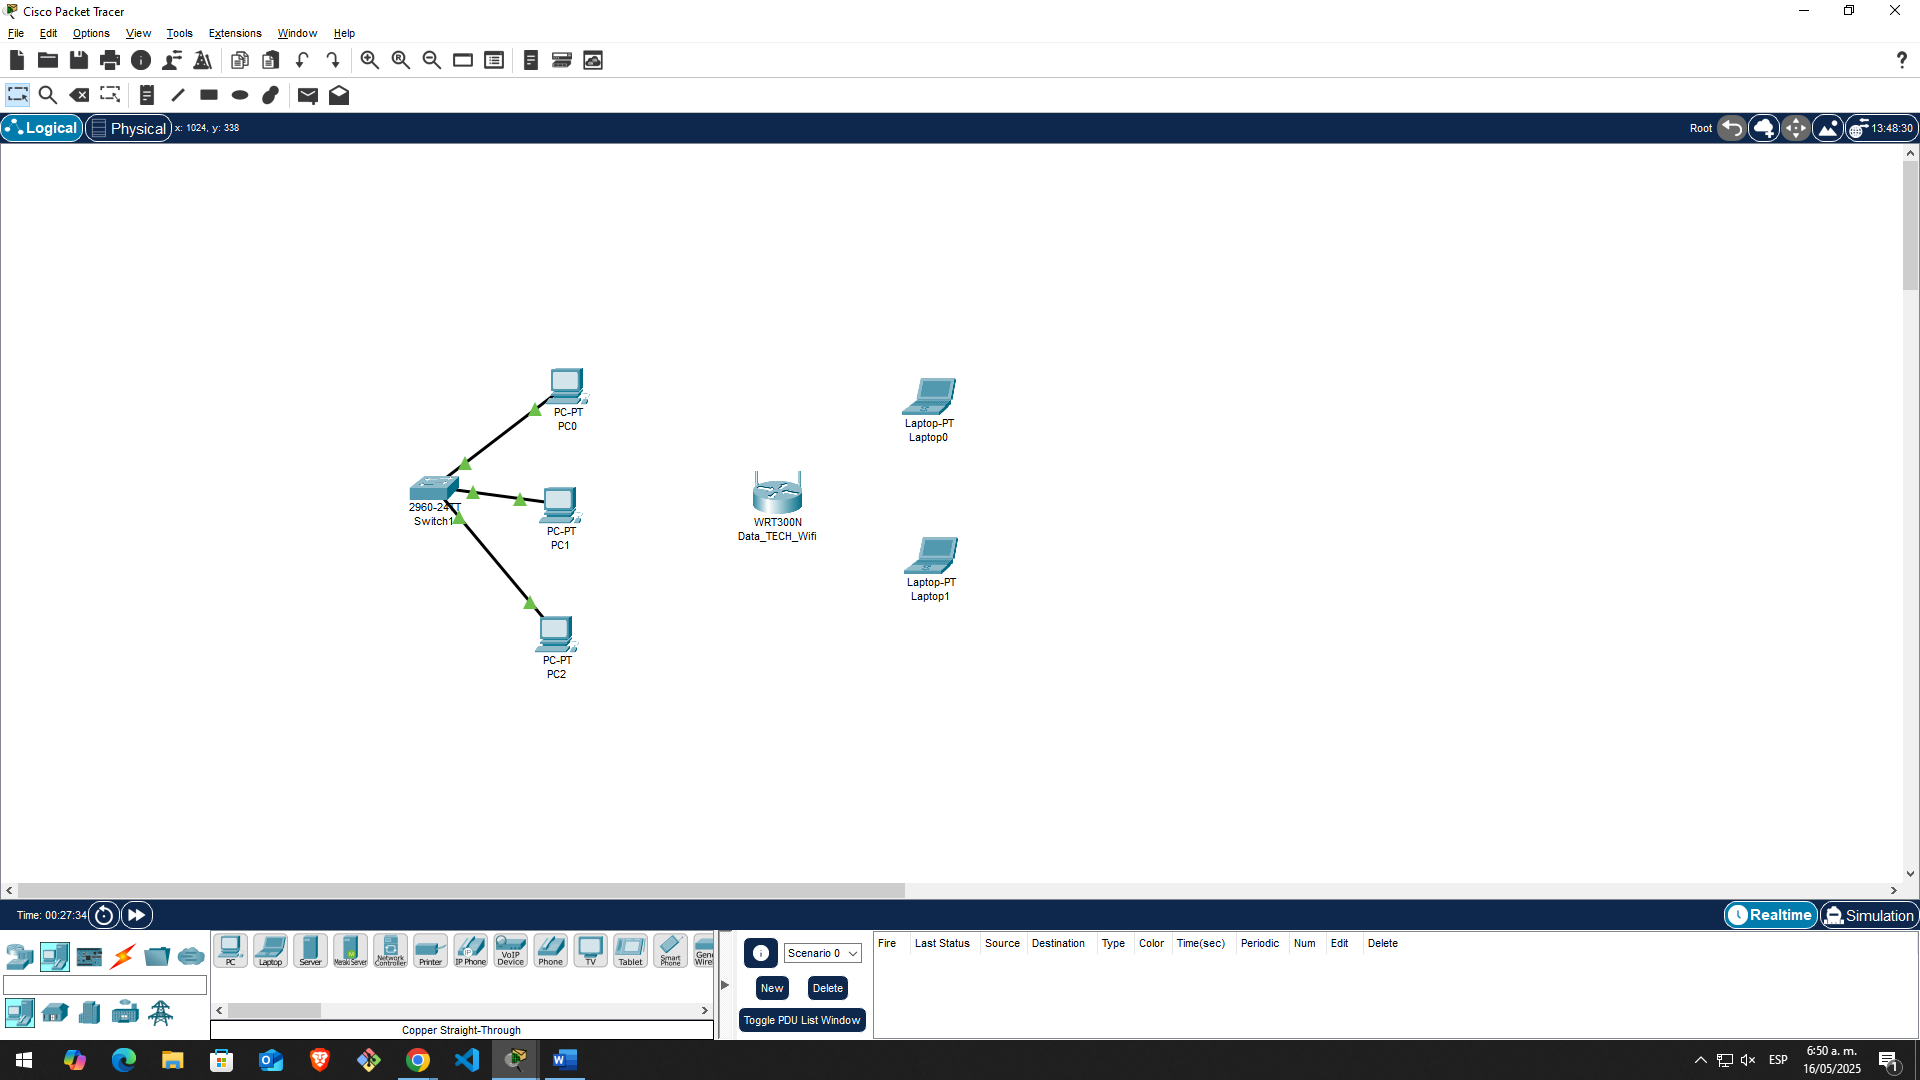 Cisco Packet Tracer
File Edit Options View Tools Extensions Window Help
Logical Physical x: 1024, y: 338 Root 13:48:30
PC-PT
PC0
Laptop-PT
Laptop0
2960-24TT
Switch1
PC-PT
PC1
WRT300N
Data_TECH_Wifi
Laptop-PT
Laptop1
PC-PT
PC2
Time: 00:27:34 Realtime Simulation
PC Laptop Server Meraki Server Network Controller Printer IP Phone VoIP Device Phone TV Tablet Smart Phone
Copper Straight-Through
Scenario 0
New Delete
Toggle PDU List Window
Fire Last Status Source Destination Type Color Time(sec) Periodic Num Edit Delete
ESP
6:50 a. m.
16/05/2025
1